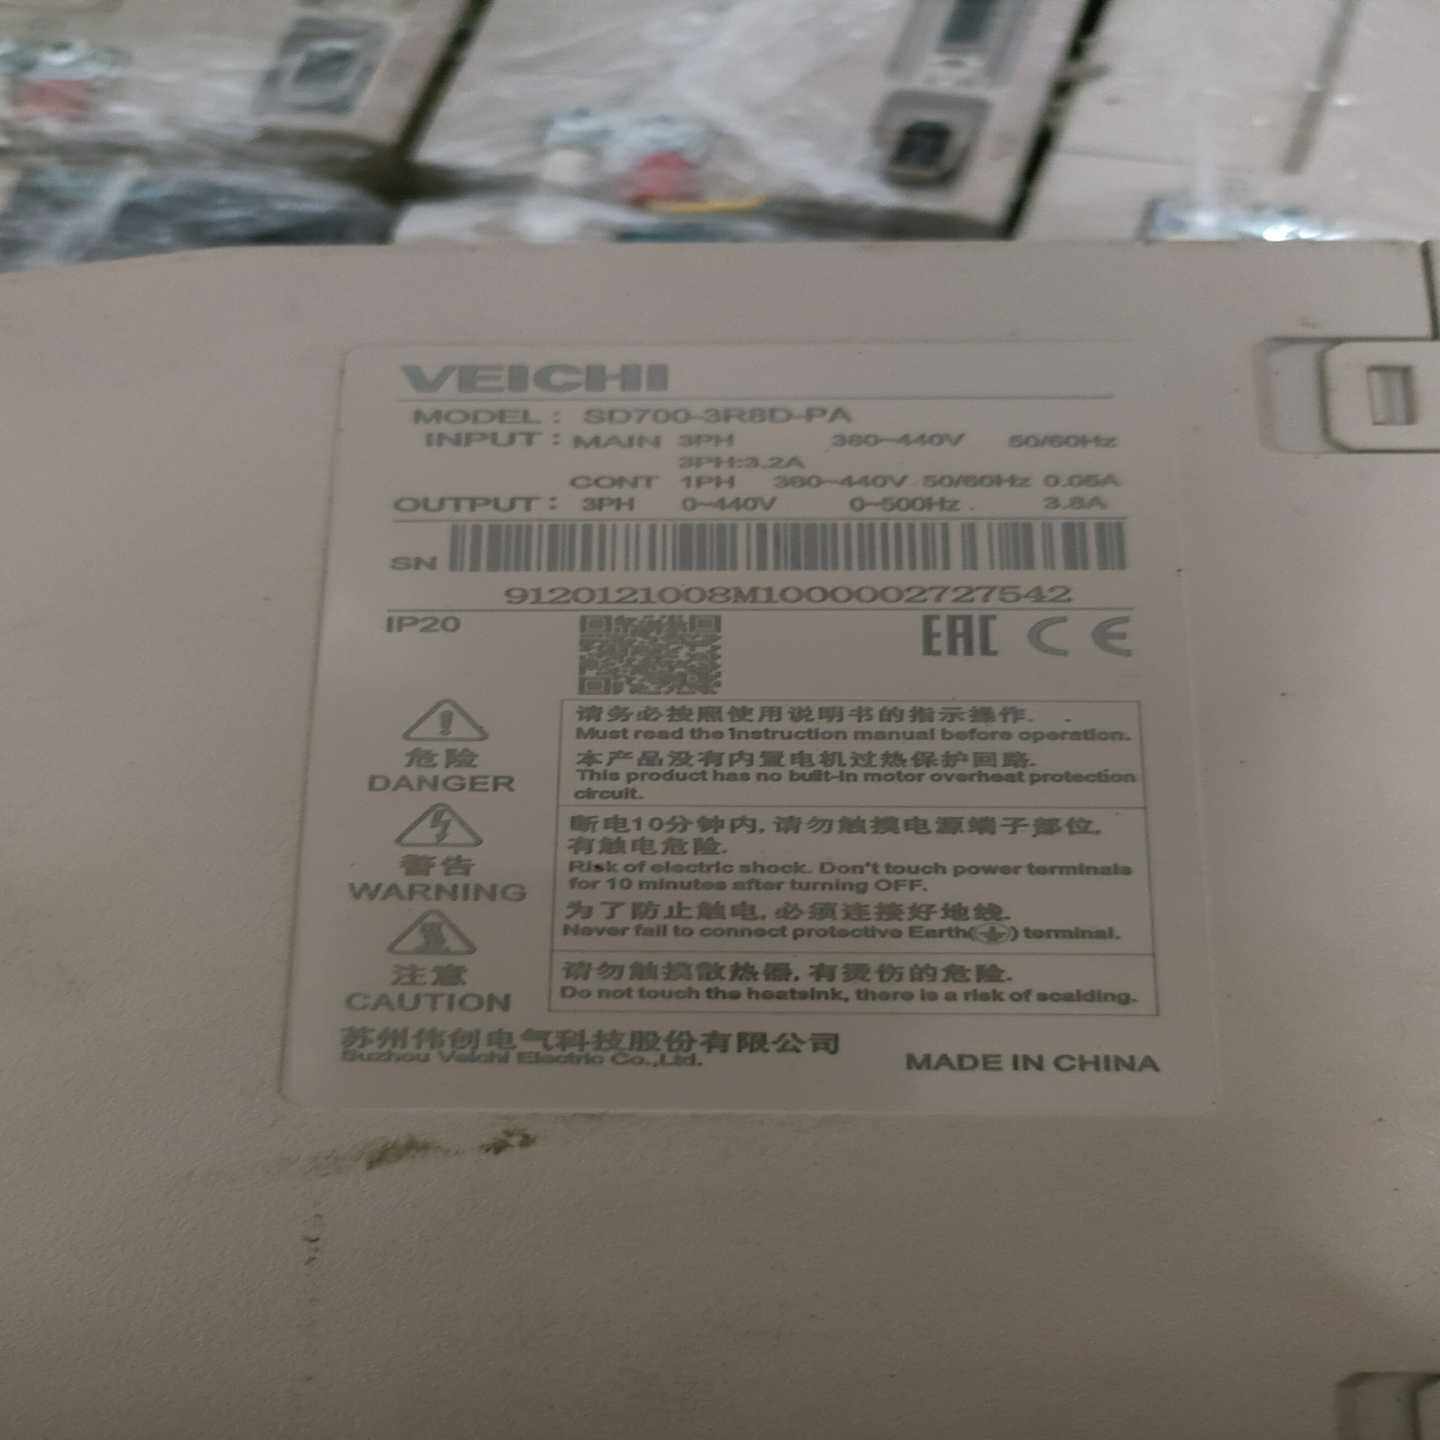 VEICHI
MODEL: SD700-3R8D-PA
INPUT: MAIN 3PH 380~440V 50/60Hz
3PH:3.2A
CONT 1PH 380~440V 50/60Hz 0.05A
OUTPUT: 3PH 0~440V 0~500Hz 3.8A
SN
9120121008M1000002727542
IP20
EAC CE
危险
DANGER
请务必按照使用说明书的指示操作.
Must read the instruction manual before operation.
本产品没有内置电机过热保护回路.
This product has no built-in motor overheat protection
circuit.
警告
WARNING
断电10分钟内,请勿触摸电源端子部位,
有触电危险.
Risk of electric shock. Don't touch power terminals
for 10 minutes after turning OFF.
为了防止触电,必须连接好地线.
Never fail to connect protective Earth( ) terminal.
注意
CAUTION
请勿触摸散热器,有烫伤的危险.
Do not touch the heatsink, there is a risk of scalding.
苏州伟创电气科技股份有限公司
Suzhou Veichi Electric Co.,Ltd.
MADE IN CHINA